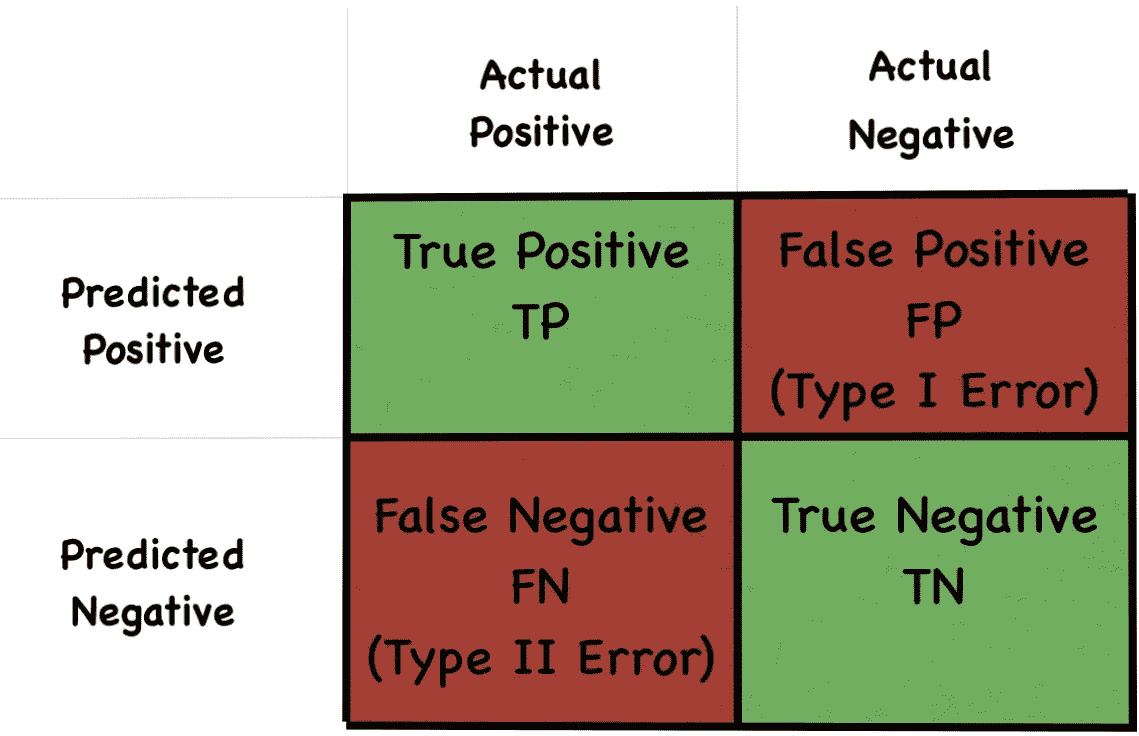 Actual
Positive
Actual
Negative
Predicted
Positive
True Positive
TP
False Positive
FP
(Type I Error)
Predicted
Negative
False Negative
FN
(Type II Error)
True Negative
TN